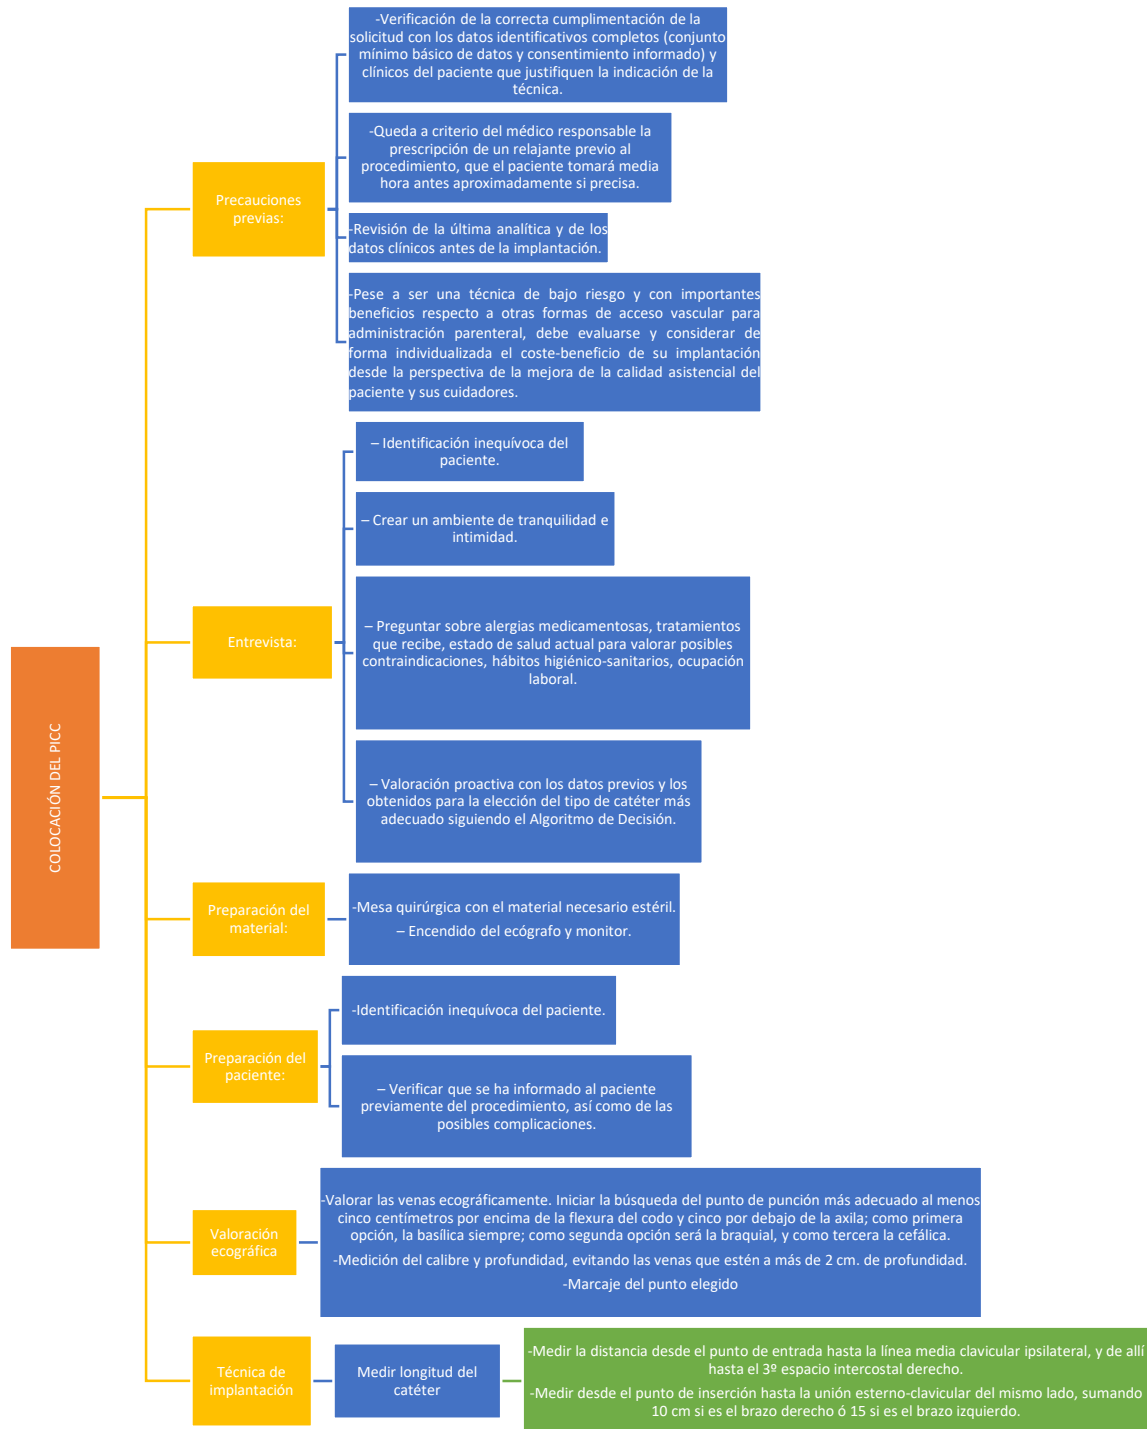 COLOCACIÓN DEL PICC
Precauciones
previas:
-Verificación de la correcta cumplimentación de la
solicitud con los datos identificativos completos (conjunto
mínimo básico de datos y consentimiento informado) y
clínicos del paciente que justifiquen la indicación de la
técnica.
-Queda a criterio del médico responsable la
prescripción de un relajante previo al
procedimiento, que el paciente tomará media
hora antes aproximadamente si precisa.
-Revisión de la última analítica y de los
datos clínicos antes de la implantación.
-Pese a ser una técnica de bajo riesgo y con importantes
beneficios respecto a otras formas de acceso vascular para
administración parenteral, debe evaluarse y considerar de
forma individualizada el coste-beneficio de su implantación
desde la perspectiva de la mejora de la calidad asistencial del
paciente y sus cuidadores.
Entrevista:
– Identificación inequívoca del
paciente.
– Crear un ambiente de tranquilidad e
intimidad.
– Preguntar sobre alergias medicamentosas, tratamientos
que recibe, estado de salud actual para valorar posibles
contraindicaciones, hábitos higiénico-sanitarios, ocupación
laboral.
– Valoración proactiva con los datos previos y los
obtenidos para la elección del tipo de catéter más
adecuado siguiendo el Algoritmo de Decisión.
Preparación del
material:
-Mesa quirúrgica con el material necesario estéril.
– Encendido del ecógrafo y monitor.
Preparación del
paciente:
-Identificación inequívoca del paciente.
– Verificar que se ha informado al paciente
previamente del procedimiento, así como de las
posibles complicaciones.
Valoración
ecográfica
-Valorar las venas ecográficamente. Iniciar la búsqueda del punto de punción más adecuado al menos
cinco centímetros por encima de la flexura del codo y cinco por debajo de la axila; como primera
opción, la basílica siempre; como segunda opción será la braquial, y como tercera la cefálica.
-Medición del calibre y profundidad, evitando las venas que estén a más de 2 cm. de profundidad.
-Marcaje del punto elegido
Técnica de
implantación
Medir longitud del
catéter
-Medir la distancia desde el punto de entrada hasta la línea media clavicular ipsilateral, y de allí
hasta el 3º espacio intercostal derecho.
-Medir desde el punto de inserción hasta la unión esterno-clavicular del mismo lado, sumando
10 cm si es el brazo derecho ó 15 si es el brazo izquierdo.